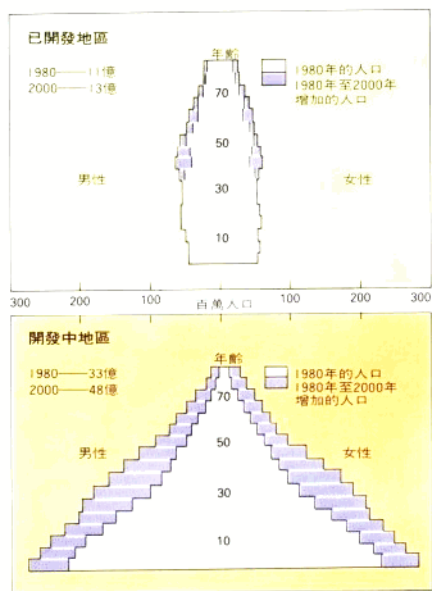 已開發地區
1980——11億
2000——13億
年齡
1980年的人口
1980年至2000年
增加的人口
70
50
男性
女性
30
10
300 200 100 百萬人口 100 200 300
開發中地區
1980——33億
2000——48億
年齡
1980年的人口
1980年至2000年
增加的人口
70
50
男性
女性
30
10